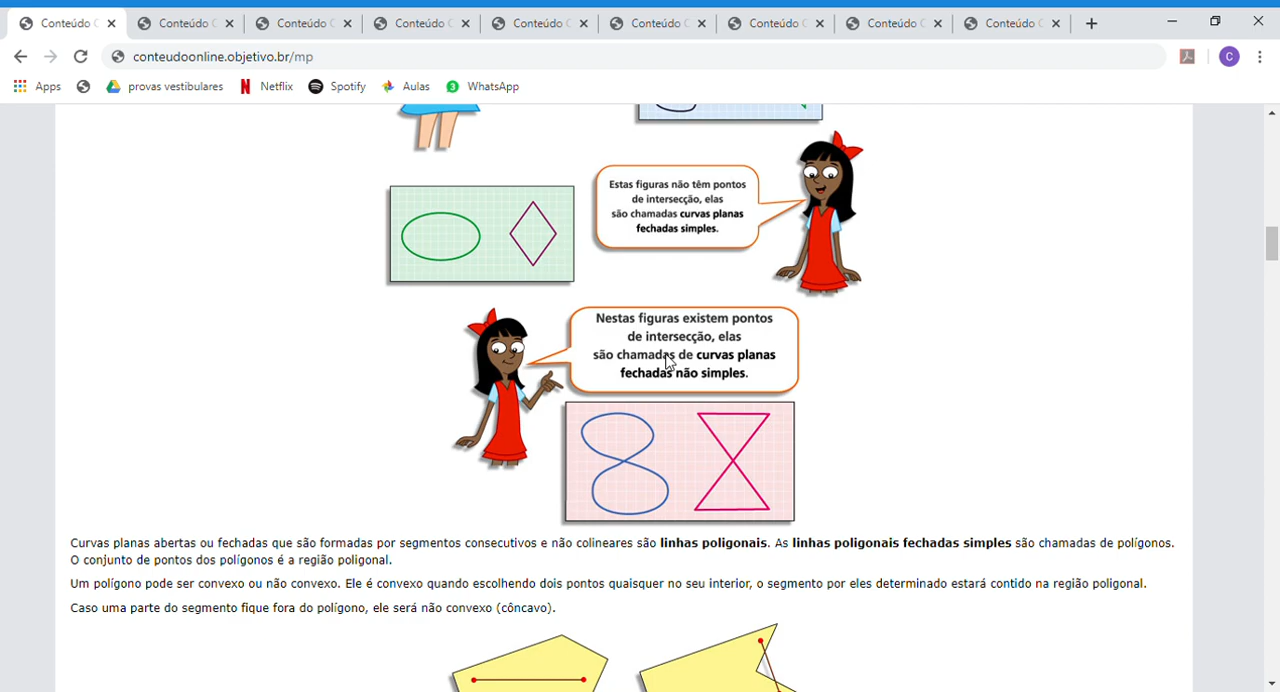 Conteúdo C
Conteúdo C
Conteúdo C
Conteúdo C
Conteúdo C
Conteúdo C
Conteúdo C
Conteúdo C
Conteúdo C
conteudoonline.objetivo.br/mp
C
Apps
provas vestibulares
Netflix
Spotify
Aulas
3
WhatsApp
Estas figuras não têm pontos
de intersecção, elas
são chamadas curvas planas
fechadas simples.
Nestas figuras existem pontos
de intersecção, elas
são chamadas de curvas planas
fechadas não simples.
Curvas planas abertas ou fechadas que são formadas por segmentos consecutivos e não colineares são linhas poligonais. As linhas poligonais fechadas simples são chamadas de polígonos.
O conjunto de pontos dos polígonos é a região poligonal.
Um polígono pode ser convexo ou não convexo. Ele é convexo quando escolhendo dois pontos quaisquer no seu interior, o segmento por eles determinado estará contido na região poligonal.
Caso uma parte do segmento fique fora do polígono, ele será não convexo (côncavo).